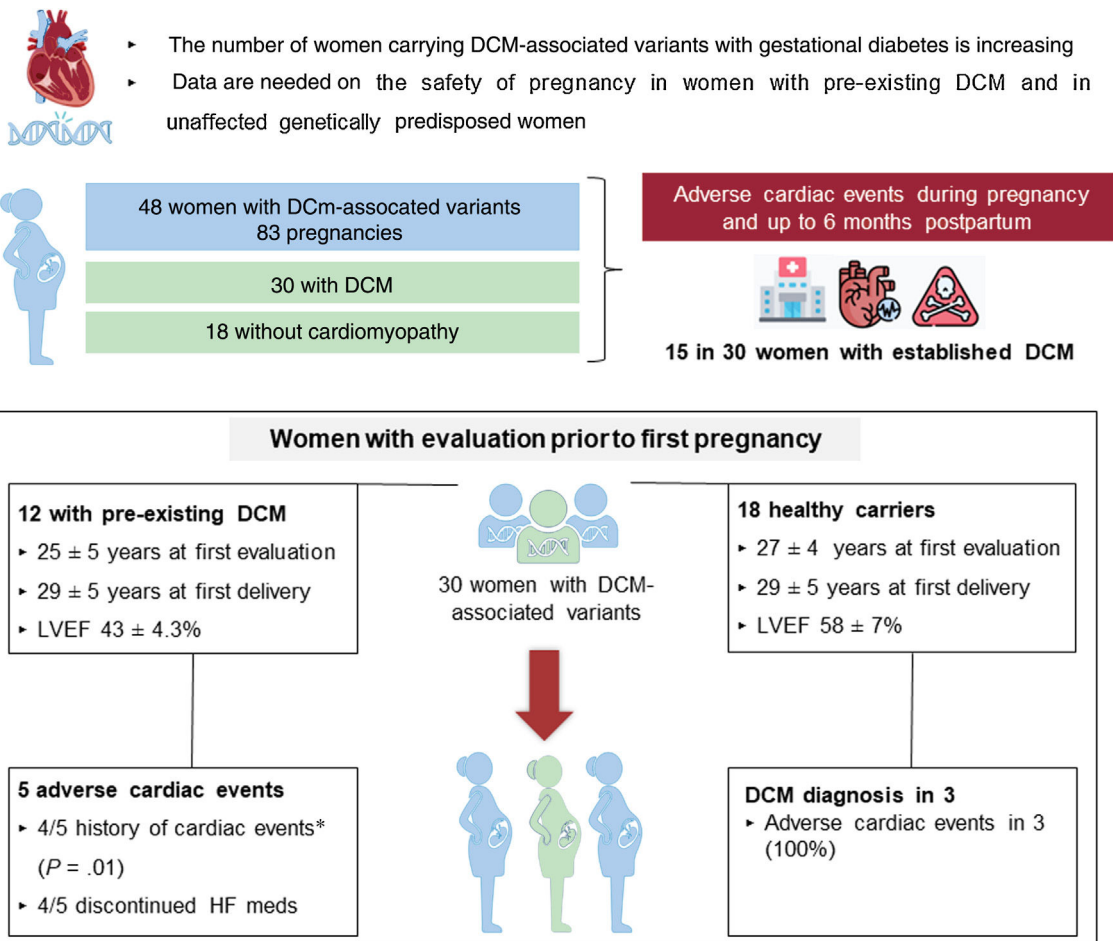 ▸ The number of women carrying DCM-associated variants with gestational diabetes is increasing
▸ Data are needed on the safety of pregnancy in women with pre-existing DCM and in
unaffected genetically predisposed women
48 women with DCm-assocated variants
83 pregnancies
30 with DCM
18 without cardiomyopathy
Adverse cardiac events during pregnancy
and up to 6 months postpartum
15 in 30 women with established DCM
Women with evaluation prior to first pregnancy
12 with pre-existing DCM
▸ 25 ± 5 years at first evaluation
▸ 29 ± 5 years at first delivery
▸ LVEF 43 ± 4.3%
30 women with DCM-
associated variants
18 healthy carriers
▸ 27 ± 4 years at first evaluation
▸ 29 ± 5 years at first delivery
▸ LVEF 58 ± 7%
5 adverse cardiac events
▸ 4/5 history of cardiac events*
(P = .01)
▸ 4/5 discontinued HF meds
DCM diagnosis in 3
▸ Adverse cardiac events in 3
(100%)